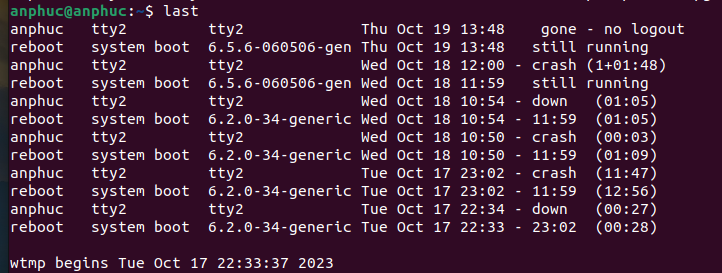 anphuc@anphuc:~$ last
anphuc   tty2         tty2             Thu Oct 19 13:48    gone - no logout
reboot   system boot  6.5.6-060506-gen Thu Oct 19 13:48   still running
anphuc   tty2         tty2             Wed Oct 18 12:00 - crash (1+01:48)
reboot   system boot  6.5.6-060506-gen Wed Oct 18 11:59   still running
anphuc   tty2         tty2             Wed Oct 18 10:54 - down   (01:05)
reboot   system boot  6.2.0-34-generic Wed Oct 18 10:54 - 11:59  (01:05)
anphuc   tty2         tty2             Wed Oct 18 10:50 - crash  (00:03)
reboot   system boot  6.2.0-34-generic Wed Oct 18 10:50 - 11:59  (01:09)
anphuc   tty2         tty2             Tue Oct 17 23:02 - crash  (11:47)
reboot   system boot  6.2.0-34-generic Tue Oct 17 23:02 - 11:59  (12:56)
anphuc   tty2         tty2             Tue Oct 17 22:34 - down   (00:27)
reboot   system boot  6.2.0-34-generic Tue Oct 17 22:33 - 23:02  (00:28)
wtmp begins Tue Oct 17 22:33:37 2023